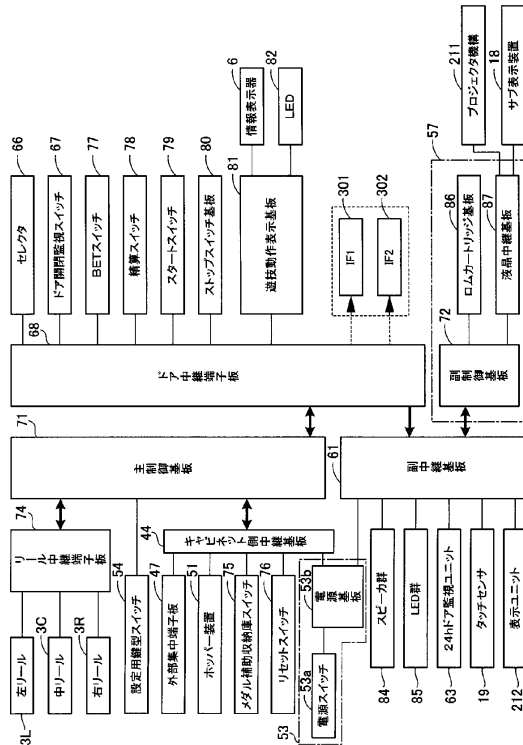 3L
左リール
3C
中リール
3R
右リール
74
リール中継端子板
54
設定用鍵型スイッチ
47
外部集中端子板
51
ホッパー装置
75
メダル補助収納庫スイッチ
76
リセットスイッチ
44
キャビネット側中継基板
53
53a
電源スイッチ
53b
電源基板
71
主制御基板
61
副中継基板
84
スピーカ群
85
LED群
63
24hドア監視ユニット
19
タッチセンサ
212
表示ユニット
68
ドア中継端子板
66
セレクタ
67
ドア開閉監視スイッチ
77
BETスイッチ
78
精算スイッチ
79
スタートスイッチ
80
ストップスイッチ基板
81
遊技動作表示基板
6
情報表示器
82
LED
301
IF1
302
IF2
57
72
副制御基板
86
ロムカートリッジ基板
87
液晶中継基板
211
プロジェクタ機構
18
サブ表示装置